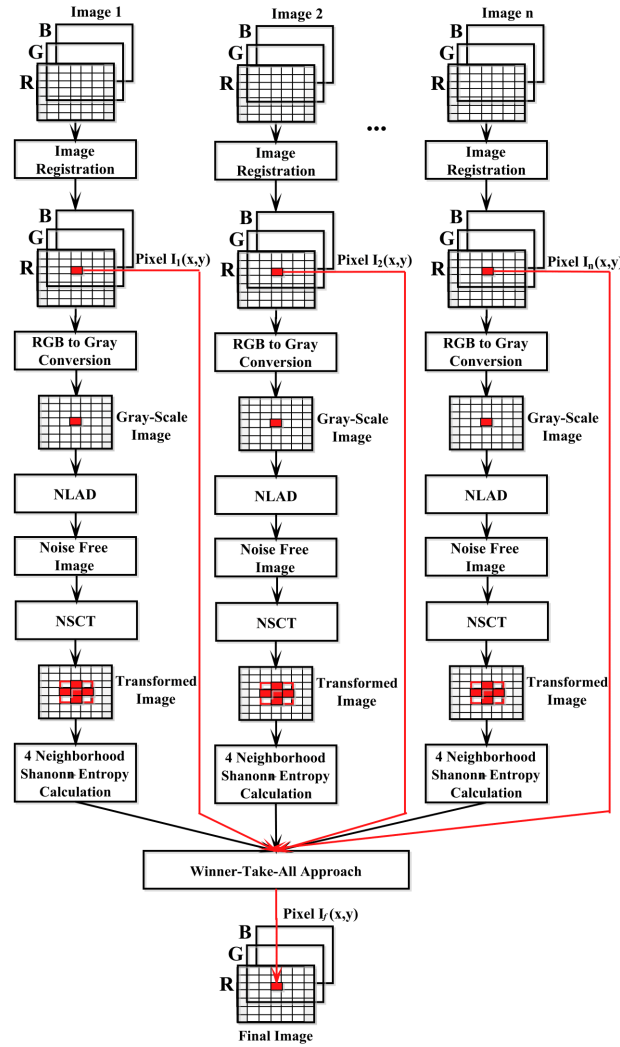 Image 1
Image 2
Image n
B
G
R
B
G
R
B
G
R
...
Image
Registration
Image
Registration
Image
Registration
B
G
R
Pixel I1(x,y)
B
G
R
Pixel I2(x,y)
B
G
R
Pixel In(x,y)
RGB to Gray
Conversion
RGB to Gray
Conversion
RGB to Gray
Conversion
Gray-Scale
Image
Gray-Scale
Image
Gray-Scale
Image
NLAD
NLAD
NLAD
Noise Free
Image
Noise Free
Image
Noise Free
Image
NSCT
NSCT
NSCT
Transformed
Image
Transformed
Image
Transformed
Image
4 Neighborhood
Shanonn Entropy
Calculation
4 Neighborhood
Shanonn Entropy
Calculation
4 Neighborhood
Shanonn Entropy
Calculation
Winner-Take-All Approach
Pixel If(x,y)
B
G
R
Final Image